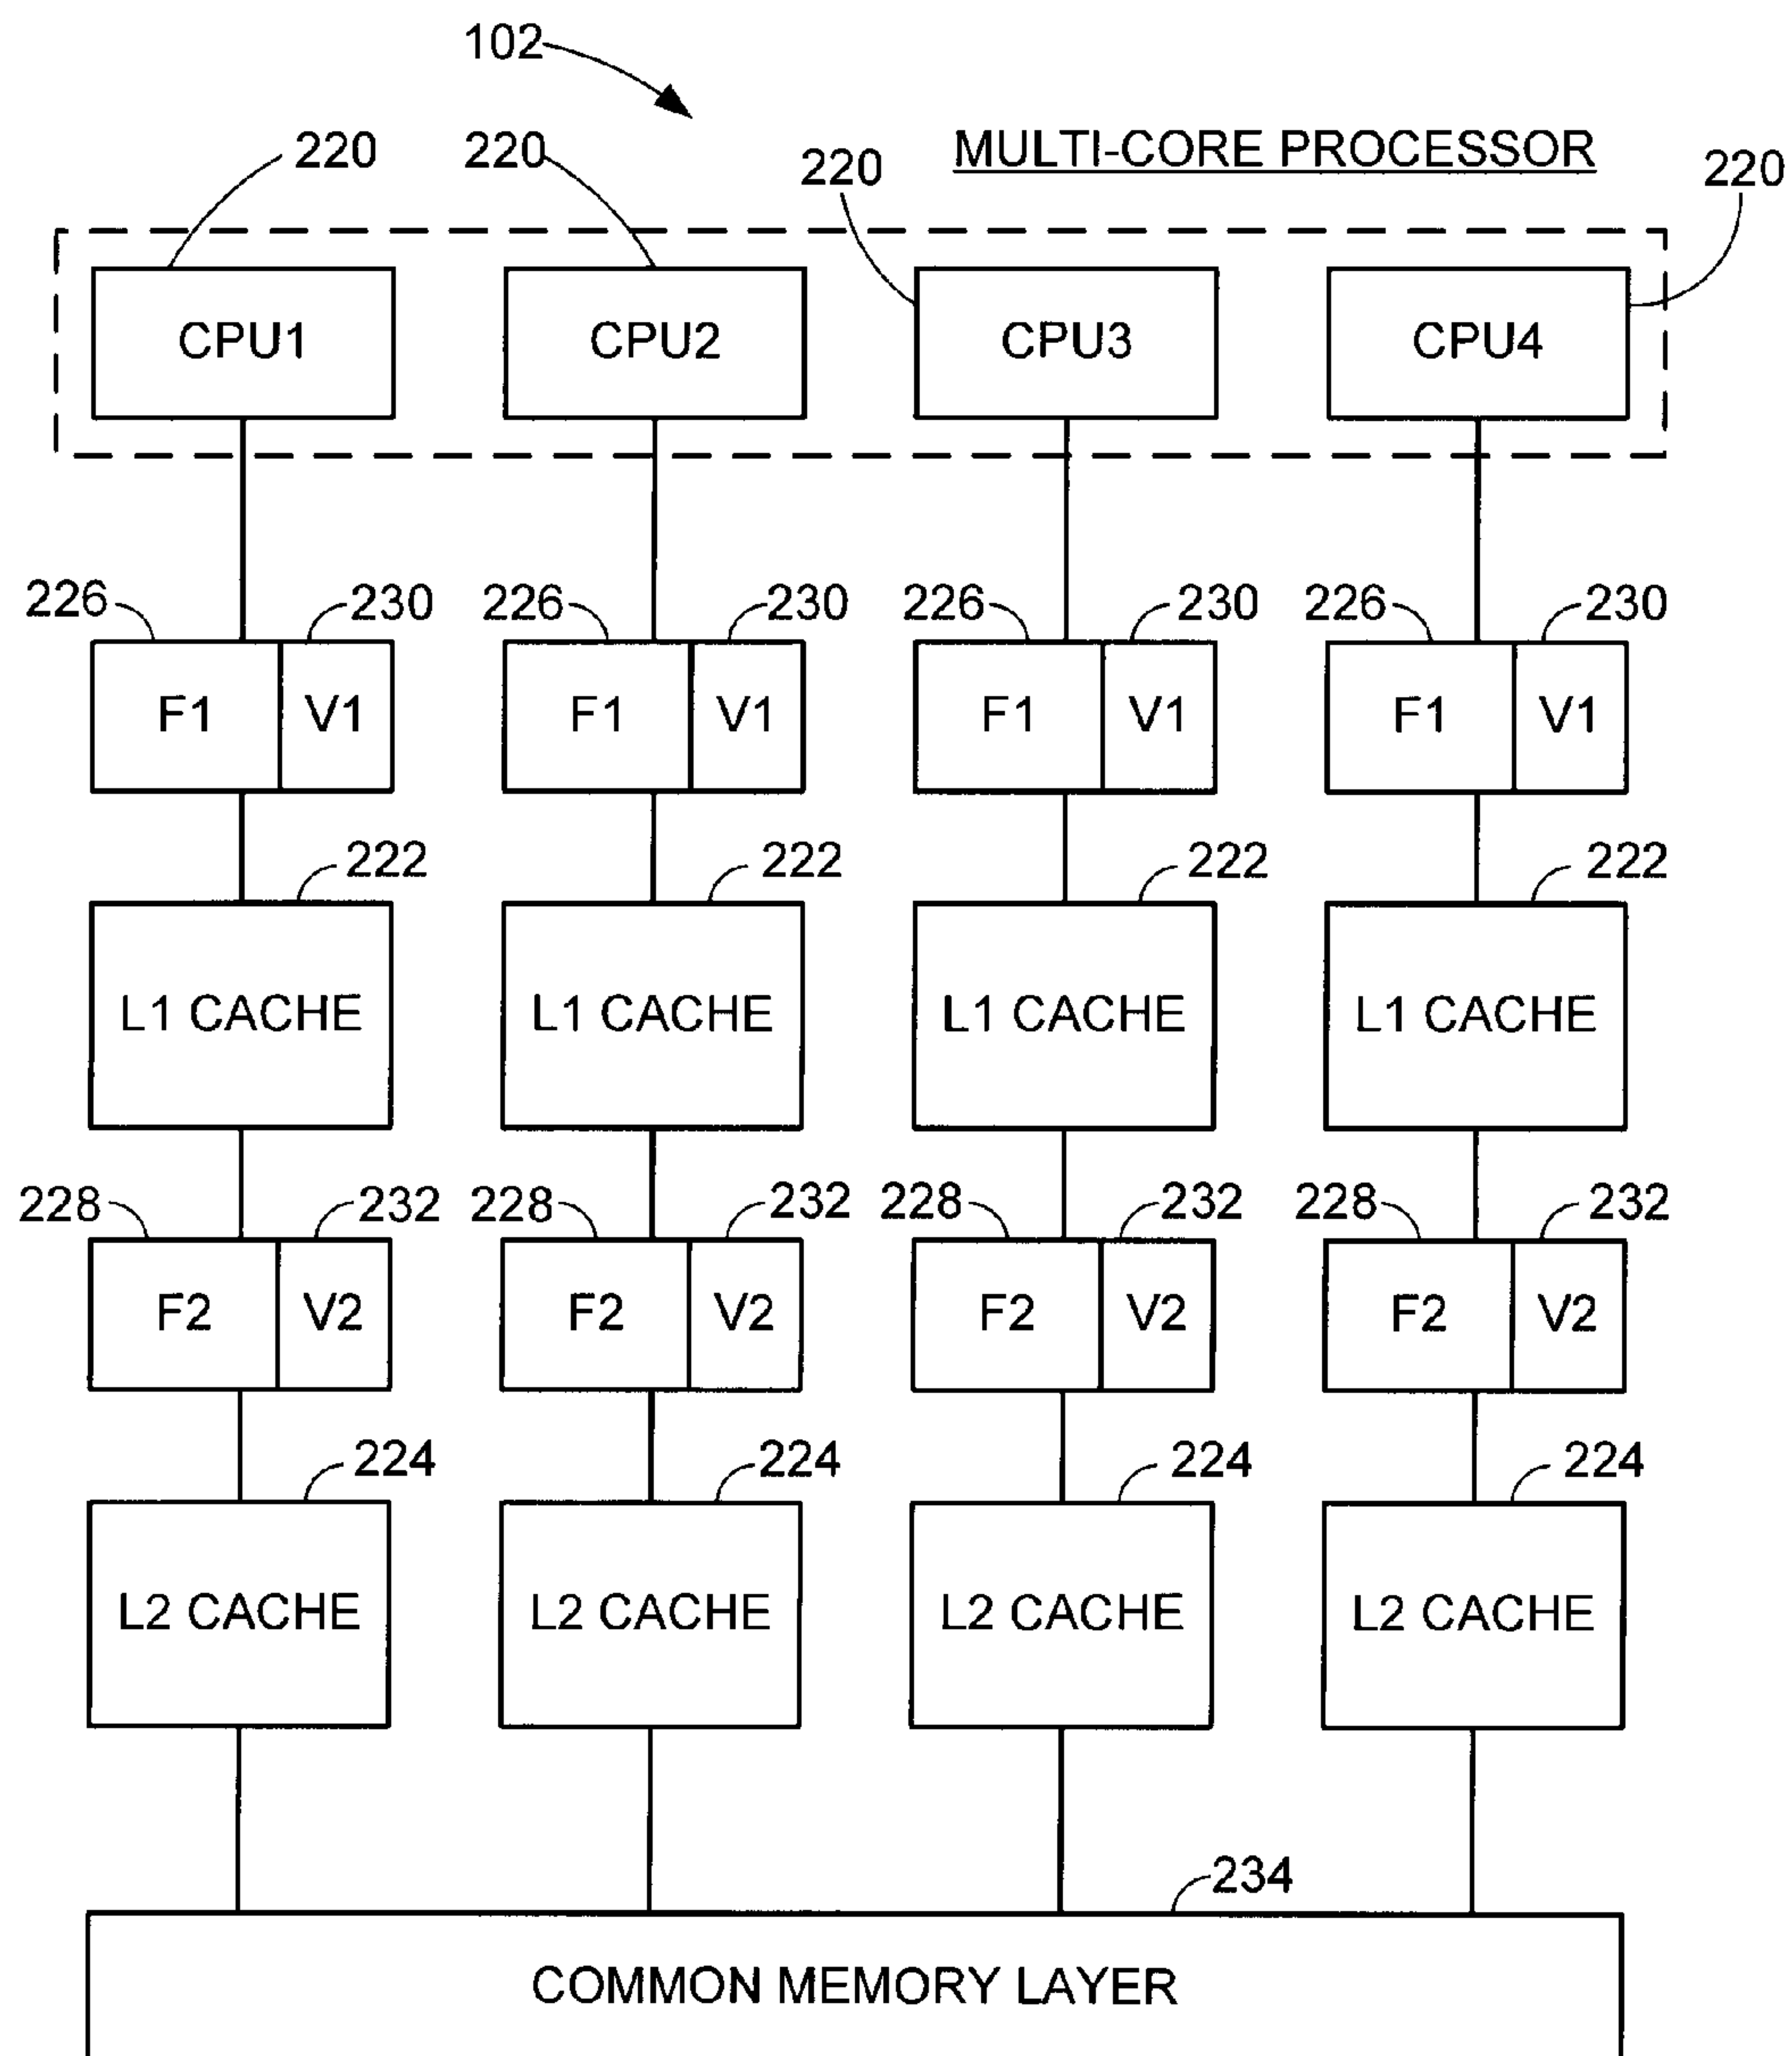 102
220 220 220 MULTI-CORE PROCESSOR 220
CPU1 CPU2 CPU3 CPU4
226 230 226 230 226 230 226 230
F1 V1 F1 V1 F1 V1 F1 V1
222 222 222 222
L1 CACHE L1 CACHE L1 CACHE L1 CACHE
228 232 228 232 228 232 228 232
F2 V2 F2 V2 F2 V2 F2 V2
224 224 224 224
L2 CACHE L2 CACHE L2 CACHE L2 CACHE
234
COMMON MEMORY LAYER